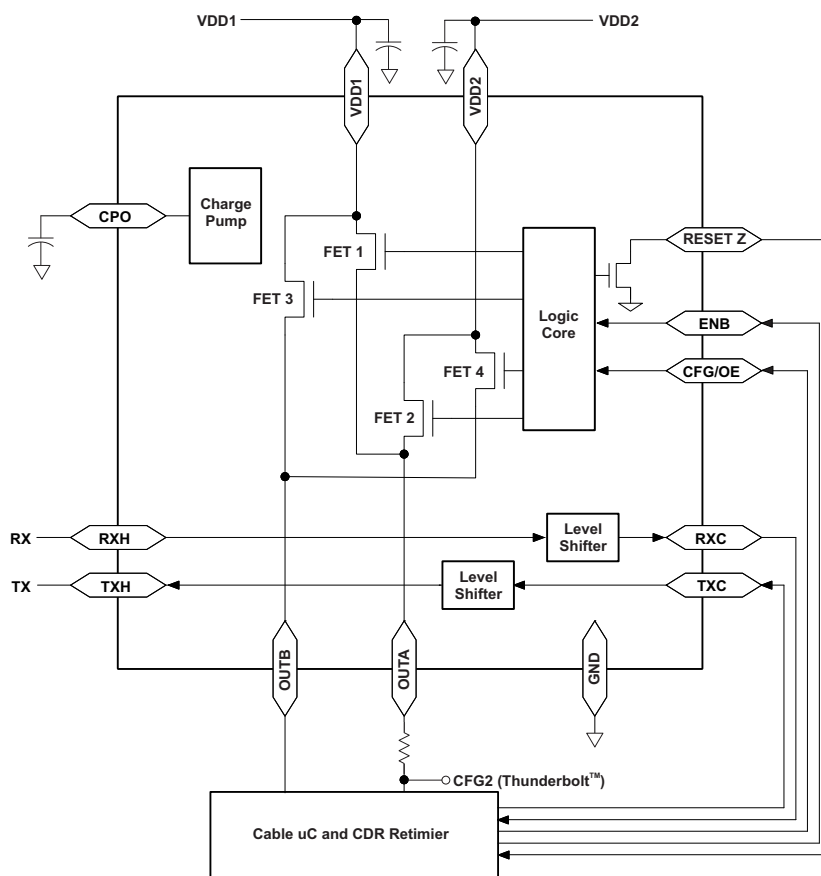 VDD1
VDD2
VDD1
VDD2
CPO
Charge
Pump
FET 1
FET 3
FET 4
FET 2
Logic
Core
RESET Z
ENB
CFG/OE
RX
RXH
Level
Shifter
RXC
TX
TXH
Level
Shifter
TXC
OUTB
OUTA
GND
CFG2 (Thunderbolt™)
Cable uC and CDR Retimier